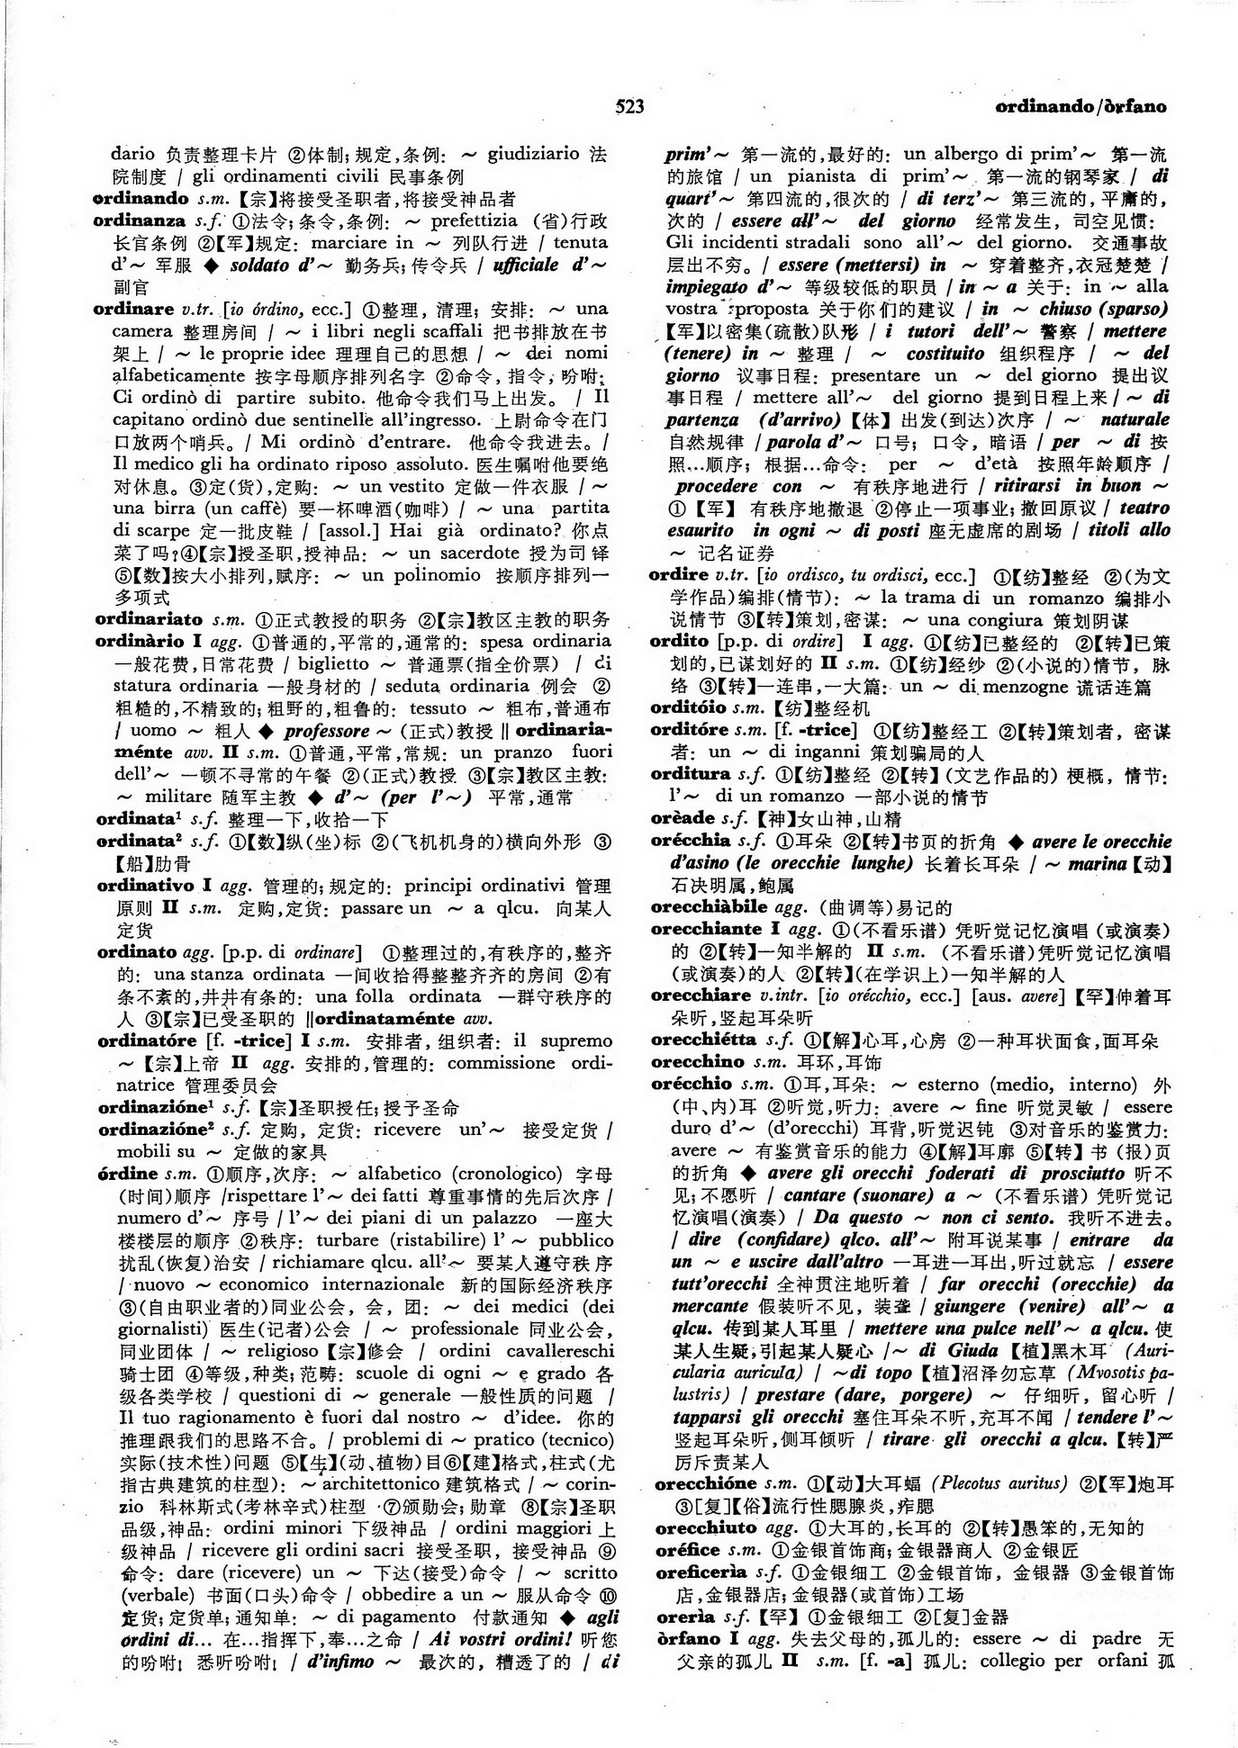 523
ordinando/òrfano
dario 负责整理卡片 ②体制; 规定,条例: ~ giudiziario 法
院制度 / gli ordinamenti civili 民事条例
ordinando s.m. 【宗】将接受圣职者,将接受神品者
ordinanza s.f. ①法令; 条令,条例: ~ prefettizia (省)行政
长官条例 ②【军】规定: marciare in ~ 列队行进 / tenuta
d'~ 军服 ◆ soldato d'~ 勤务兵; 传令兵 / ufficiale d'~
副官
ordinare v.tr. [io órdino, ecc.] ①整理, 清理; 安排: ~ una
camera 整理房间 / ~ i libri negli scaffali 把书排放在书
架上 / ~ le proprie idee 理理自己的思想 / ~ dei nomi
alfabeticamente 按字母顺序排列名字 ②命令, 指令, 吩咐:
Ci ordinò di partire subito. 他命令我们马上出发。 / Il
capitano ordinò due sentinelle all'ingresso. 上尉命令在门
口放两个哨兵。 / Mi ordinò d'entrare. 他命令我进去。 /
Il medico gli ha ordinato riposo assoluto. 医生嘱咐他要绝
对休息。 ③定(货),定购: ~ un vestito 定做一件衣服 / ~
una birra (un caffè) 要一杯啤酒(咖啡) / ~ una partita
di scarpe 定一批皮鞋 / [assol.] Hai già ordinato? 你点
菜了吗? ④【宗】授圣职,授神品: ~ un sacerdote 授为司铎
⑤【数】按大小排列,赋序: ~ un polinomio 按顺序排列一
多项式
ordinariato s.m. ①正式教授的职务 ②【宗】教区主教的职务
ordinàrio I agg. ①普通的,平常的,通常的: spesa ordinaria
一般花费,日常花费 / biglietto ~ 普通票(指全价票) / di
statura ordinaria 一般身材的 / seduta ordinaria 例会 ②
粗糙的,不精致的; 粗野的,粗鲁的: tessuto ~ 粗布,普通布
/ uomo ~ 粗人 ◆ professore ~ (正式)教授 ‖ ordinaria-
ménte avv. II s.m. ①普通,平常,常规: un pranzo fuori
dell'~ 一顿不寻常的午餐 ②(正式)教授 ③【宗】教区主教:
~ militare 随军主教 ◆ d'~ (per l'~) 平常,通常
ordinata¹ s.f. 整理一下,收拾一下
ordinata² s.f. ①【数】纵(坐)标 ②(飞机机身的)横向外形 ③
【船】肋骨
ordinativo I agg. 管理的; 规定的: principi ordinativi 管理
原则 II s.m. 定购,定货: passare un ~ a qlcu. 向某人
定货
ordinato agg. [p.p. di ordinare] ①整理过的,有秩序的,整齐
的: una stanza ordinata 一间收拾得整整齐齐的房间 ②有
条不紊的,井井有条的: una folla ordinata 一群守秩序的
人 ③【宗】已受圣职的 ‖ordinataménte avv.
ordinatóre [f. -trice] I s.m. 安排者, 组织者: il supremo
~ 【宗】上帝 II agg. 安排的,管理的: commissione ordi-
natrice 管理委员会
ordinazióne¹ s.f. 【宗】圣职授任; 授予圣命
ordinazióne² s.f. 定购, 定货: ricevere un'~ 接受定货 /
mobili su ~ 定做的家具
órdine s.m. ①顺序,次序: ~ alfabetico (cronologico) 字母
(时间)顺序 /rispettare l'~ dei fatti 尊重事情的先后次序 /
numero d'~ 序号 / l'~ dei piani di un palazzo 一座大
楼楼层的顺序 ②秩序: turbare (ristabilire) l'~ pubblico
扰乱(恢复)治安 / richiamare qlcu. all'~ 要某人遵守秩序
/ nuovo ~ economico internazionale 新的国际经济秩序
③(自由职业者的)同业公会, 会, 团: ~ dei medici (dei
giornalisti) 医生(记者)公会 / ~ professionale 同业公会,
同业团体 / ~ religioso 【宗】修会 / ordini cavallereschi
骑士团 ④等级,种类; 范畴: scuole di ogni ~ e grado 各
级各类学校 / questioni di ~ generale 一般性质的问题 /
Il tuo ragionamento è fuori dal nostro ~ d'idee. 你的
推理跟我们的思路不合。 / problemi di ~ pratico (tecnico)
实际(技术性)问题 ⑤【生】(动、植物)目⑥【建】格式,柱式(尤
指古典建筑的柱型): ~ architettonico 建筑格式 / ~ corin-
zio 科林斯式(考林辛式)柱型 ⑦颁勋会; 勋章 ⑧【宗】圣职
品级,神品: ordini minori 下级神品 / ordini maggiori 上
级神品 / ricevere gli ordini sacri 接受圣职, 接受神品 ⑨
命令: dare (ricevere) un ~ 下达(接受)命令 / ~ scritto
(verbale) 书面(口头)命令 / obbedire a un ~ 服从命令 ⑩
定货; 定货单; 通知单: ~ di pagamento 付款通知 ◆ agli
ordini di... 在…指挥下,奉…之命 / Ai vostri ordini! 听您
的吩咐! 悉听吩咐! / d'infimo ~ 最次的, 糟透了的 / di
prim'~ 第一流的,最好的: un albergo di prim'~ 第一流
的旅馆 / un pianista di prim'~ 第一流的钢琴家 / di
quart'~ 第四流的,很次的 / di terz'~ 第三流的, 平庸的,
次的 / essere all'~ del giorno 经常发生, 司空见惯:
Gli incidenti stradali sono all'~ del giorno. 交通事故
层出不穷。 / essere (mettersi) in ~ 穿着整齐,衣冠楚楚 /
impiegato d'~ 等级较低的职员 / in ~ a 关于: in ~ alla
vostra proposta 关于你们的建议 / in ~ chiuso (sparso)
【军】以密集(疏散)队形 / i tutori dell'~ 警察 / mettere
(tenere) in ~ 整理 / ~ costituito 组织程序 / ~ del
giorno 议事日程: presentare un ~ del giorno 提出议
事日程 / mettere all'~ del giorno 提到日程上来 / ~ di
partenza (d'arrivo) 【体】出发(到达)次序 / ~ naturale
自然规律 / parola d'~ 口号; 口令, 暗语 / per ~ di 按
照…顺序; 根据…命令: per ~ d'età 按照年龄顺序 /
procedere con ~ 有秩序地进行 / ritirarsi in buon ~
① 【军】 有秩序地撤退 ②停止一项事业; 撤回原议 / teatro
esaurito in ogni ~ di posti 座无虚席的剧场 / titoli allo
~ 记名证券
ordire v.tr. [io ordisco, tu ordisci, ecc.] ①【纺】整经 ②(为文
学作品)编排(情节): ~ la trama di un romanzo 编排小
说情节 ③【转】策划,密谋: ~ una congiura 策划阴谋
ordito [p.p. di ordire] I agg. ①【纺】已整经的 ②【转】已策
划的,已谋划好的 II s.m. ①【纺】经纱 ②(小说的)情节, 脉
络 ③【转】一连串,一大篇: un ~ di menzogne 谎话连篇
orditóio s.m. 【纺】整经机
orditóre s.m. [f. -trice] ①【纺】整经工 ②【转】策划者, 密谋
者: un ~ di inganni 策划骗局的人
orditura s.f. ①【纺】整经 ②【转】(文艺作品的) 梗概, 情节:
l'~ di un romanzo 一部小说的情节
orèade s.f. 【神】女山神,山精
orécchia s.f. ①耳朵 ②【转】书页的折角 ◆ avere le orecchie
d'asino (le orecchie lunghe) 长着长耳朵 / ~ marina 【动】
石决明属,鲍属
orecchiàbile agg. (曲调等)易记的
orecchiante I agg. ①(不看乐谱) 凭听觉记忆演唱 (或演奏)
的 ②【转】一知半解的 II s.m. (不看乐谱)凭听觉记忆演唱
(或演奏)的人 ②【转】(在学识上)一知半解的人
orecchiare v.intr. [io orécchio, ecc.] [aus. avere] 【罕】伸着耳
朵听,竖起耳朵听
orecchiétta s.f. ①【解】心耳,心房 ②一种耳状面食,面耳朵
orecchino s.m. 耳环,耳饰
orécchio s.m. ①耳,耳朵: ~ esterno (medio, interno) 外
(中、内)耳 ②听觉,听力: avere ~ fine 听觉灵敏 / essere
duro d'~ (d'orecchi) 耳背,听觉迟钝 ③对音乐的鉴赏力:
avere ~ 有鉴赏音乐的能力 ④【解】耳廓 ⑤【转】书 (报)页
的折角 ◆ avere gli orecchi foderati di prosciutto 听不
见; 不愿听 / cantare (suonare) a ~ (不看乐谱) 凭听觉记
忆演唱(演奏) / Da questo ~ non ci sento. 我听不进去。
/ dire (confidare) qlco. all'~ 附耳说某事 / entrare da
un ~ e uscire dall'altro 一耳进一耳出,听过就忘 / essere
tutt'orecchi 全神贯注地听着 / far orecchi (orecchie) da
mercante 假装听不见, 装聋 / giungere (venire) all'~ a
qlcu. 传到某人耳里 / mettere una pulce nell'~ a qlcu. 使
某人生疑,引起某人疑心 / ~ di Giuda 【植】黑木耳 (Auri-
cularia auricula) / ~di topo 【植】沼泽勿忘草 (Myosotis pa-
lustris) / prestare (dare, porgere) ~ 仔细听, 留心听 /
tapparsi gli orecchi 塞住耳朵不听,充耳不闻 / tendere l'~
竖起耳朵听,侧耳倾听 / tirare gli orecchi a qlcu. 【转】严
厉斥责某人
orecchióne s.m. ①【动】大耳蝠 (Plecotus auritus) ②【军】炮耳
③[复]【俗】流行性腮腺炎,痄腮
orecchiuto agg. ①大耳的,长耳的 ②【转】愚笨的,无知的
oréfice s.m. ①金银首饰商; 金银器商人 ②金银匠
oreficerìa s.f. ①金银细工 ②金银首饰, 金银器 ③金银首饰
店,金银器店; 金银器(或首饰)工场
orerìa s.f. 【罕】 ①金银细工 ②[复]金器
òrfano I agg. 失去父母的,孤儿的: essere ~ di padre 无
父亲的孤儿 II s.m. [f. -a] 孤儿: collegio per orfani 孤